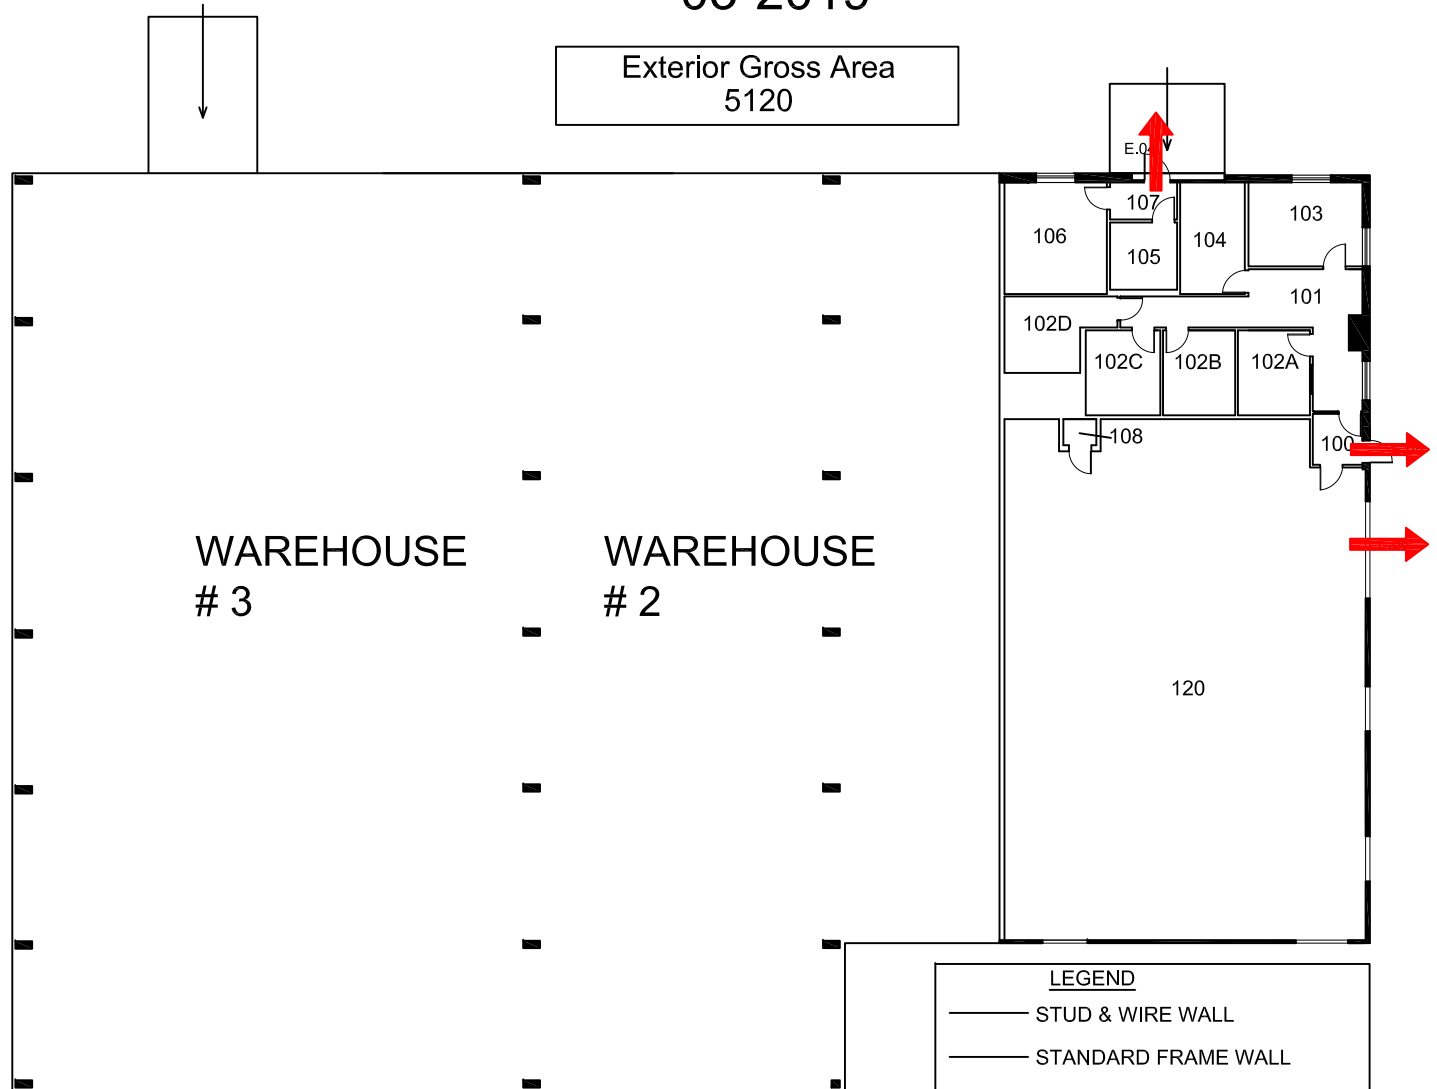 Exterior Gross Area
5120
107
103
106
104
105
101
102D
102C
102B
102A
108
100
WAREHOUSE
# 3
WAREHOUSE
# 2
120
LEGEND
STUD & WIRE WALL
STANDARD FRAME WALL